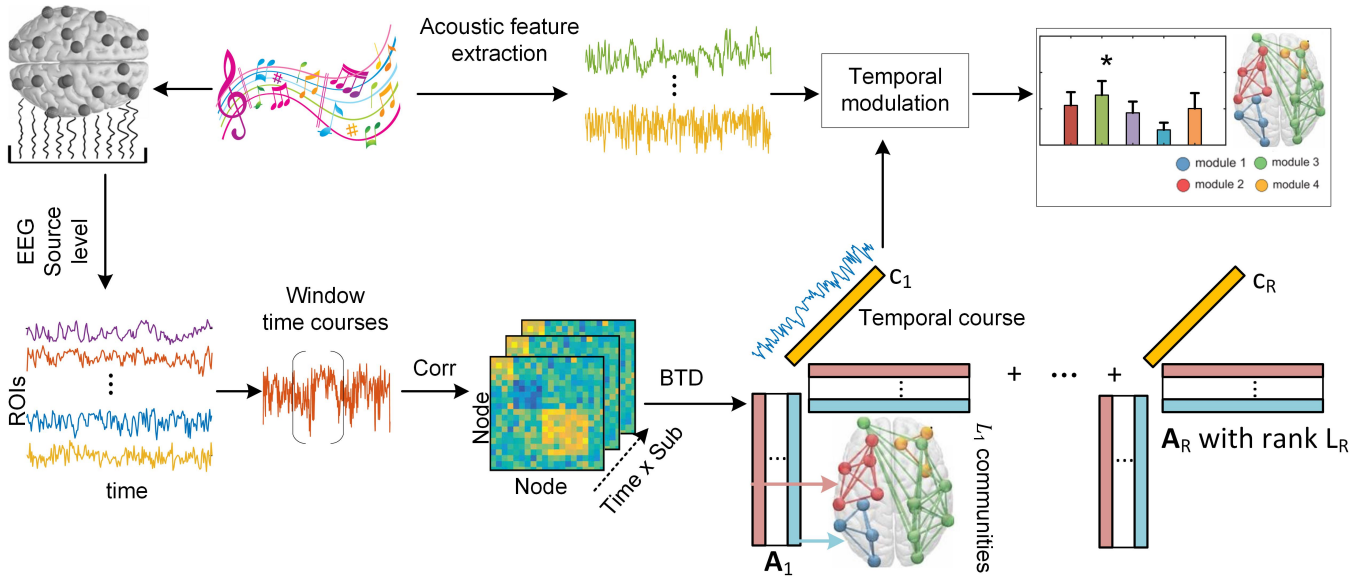 Acoustic feature
extraction
Temporal
modulation
*
module 1
module 3
module 2
module 4
EEG
Source
level
ROIs
time
Window
time courses
Corr
Node
Node
Time x Sub
BTD
c1
Temporal course
A1
L1 communities
+ ... +
cR
AR with rank LR